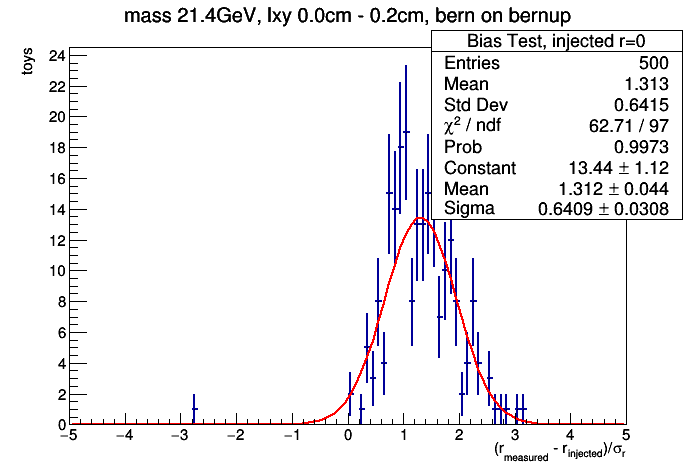 mass 21.4GeV, lxy 0.0cm - 0.2cm, bern on bernup
Bias Test, injected r=0
Entries 500
Mean 1.313
Std Dev 0.6415
χ² / ndf 62.71 / 97
Prob 0.9973
Constant 13.44 ± 1.12
Mean 1.312 ± 0.044
Sigma 0.6409 ± 0.0308
toys
24
22
20
18
16
14
12
10
8
6
4
2
0
−5 −4 −3 −2 −1 0 1 2 3 4 5
(r_measured - r_injected)/σ_r